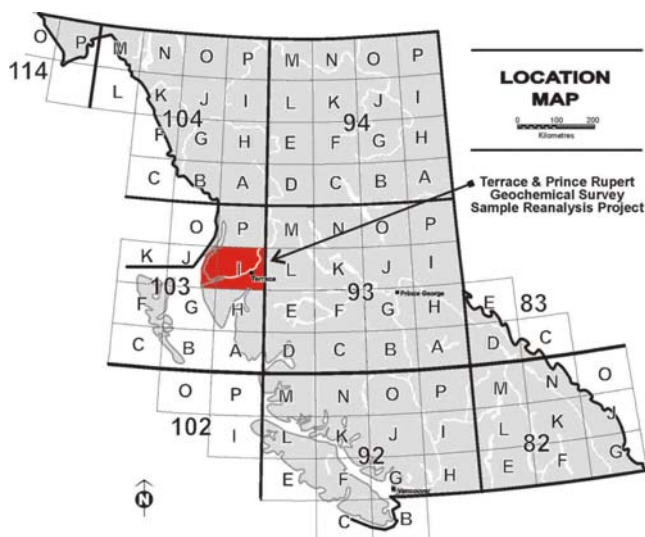 O P M N O P M N O P
114
L K J I L K J I
104 94
F G H E F G H
C B A D C B A
LOCATION
MAP
0 100 200
Kilometres
Terrace & Prince Rupert
Geochemical Survey
Sample Reanalysis Project
O P M N O P
K J I L K J I
Terrace
103 93
Prince George
F G H E F G H E 83
C B A D C B A D C
O P M N O P M N O
102 I L K J I L K J
92 82
E F G H E F G
Vancouver
C B
N